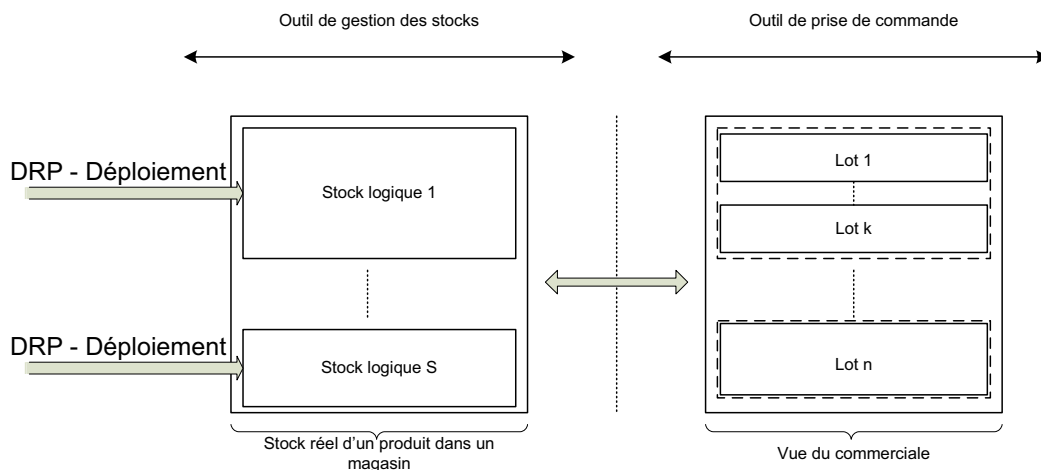 Outil de gestion des stocks
Outil de prise de commande
DRP - Déploiement
Stock logique 1
Lot 1
Lot k
DRP - Déploiement
Stock logique S
Lot n
Stock réel d'un produit dans un
magasin
Vue du commerciale